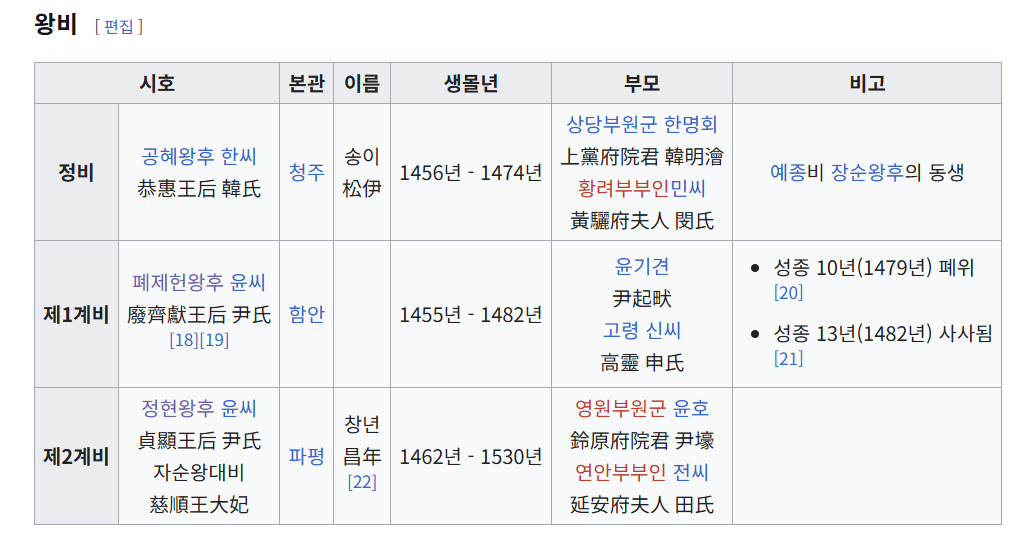 왕비 [ 편집 ]
시호 본관 이름 생몰년 부모 비고
정비
공혜왕후 한씨
恭惠王后 韓氏
청주
송이
松伊
1456년 - 1474년
상당부원군 한명회
上黨府院君 韓明澮
황려부부인민씨
黃驪府夫人 閔氏
예종비 장순왕후의 동생
제1계비
폐제헌왕후 윤씨
廢齊獻王后 尹氏
[18][19]
함안
1455년 - 1482년
윤기견
尹起畎
고령 신씨
高靈 申氏
• 성종 10년(1479년) 폐위
[20]
• 성종 13년(1482년) 사사됨
[21]
제2계비
정현왕후 윤씨
貞顯王后 尹氏
자순왕대비
慈順王大妃
파평
창년
昌年
[22]
1462년 - 1530년
영원부원군 윤호
鈴原府院君 尹壕
연안부부인 전씨
延安府夫人 田氏